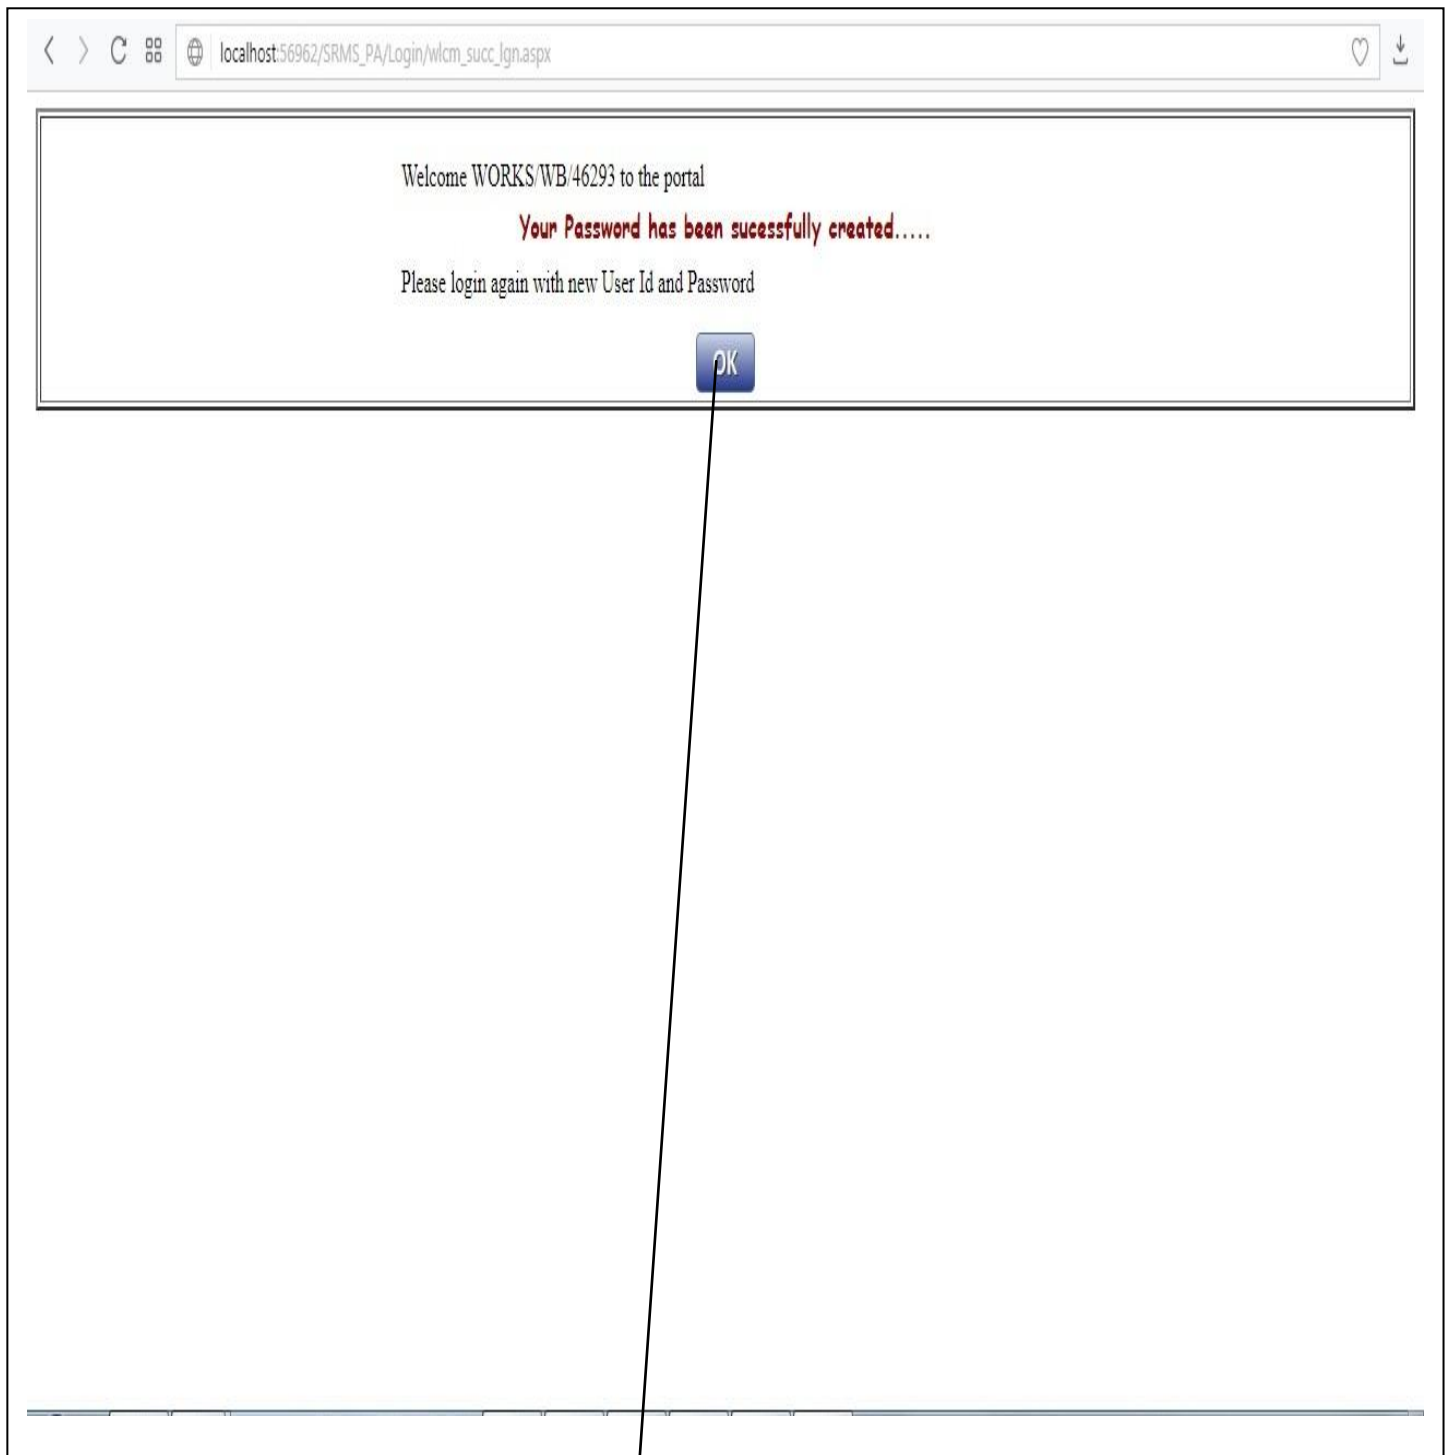 localhost:56962/SRMS_PA/Login/wlcm_succ_lgn.aspx
Welcome WORKS/WB/46293 to the portal
Your Password has been sucessfully created.....
Please login again with new User Id and Password
OK